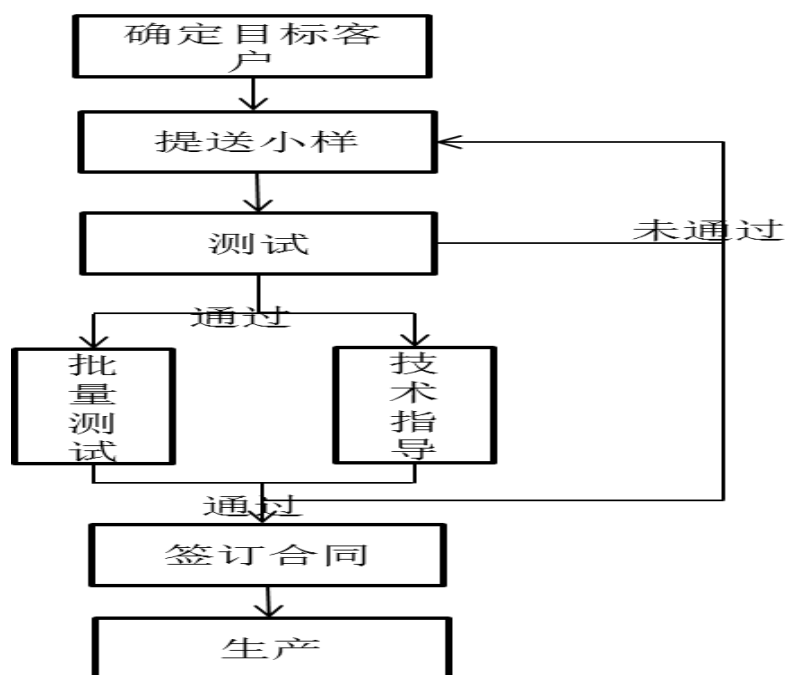 确定目标客
户
提送小样
测试
未通过
通过
批
量
测
试
技
术
指
导
通过
签订合同
生产